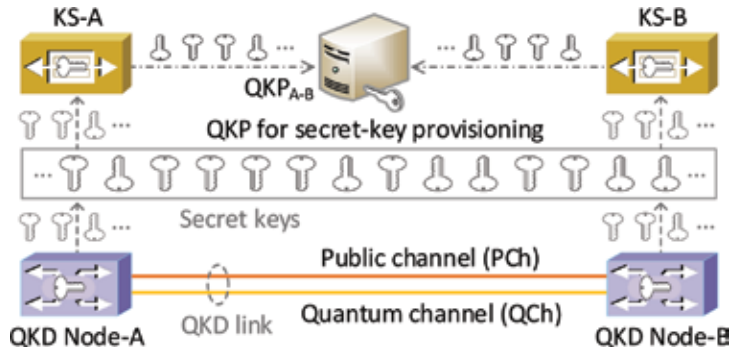 KS-A
KS-B
...
...
QKP A-B
...
QKP for secret-key provisioning
...
...
...
...
Secret keys
...
Public channel (PCh)
QKD link
Quantum channel (QCh)
QKD Node-A
QKD Node-B